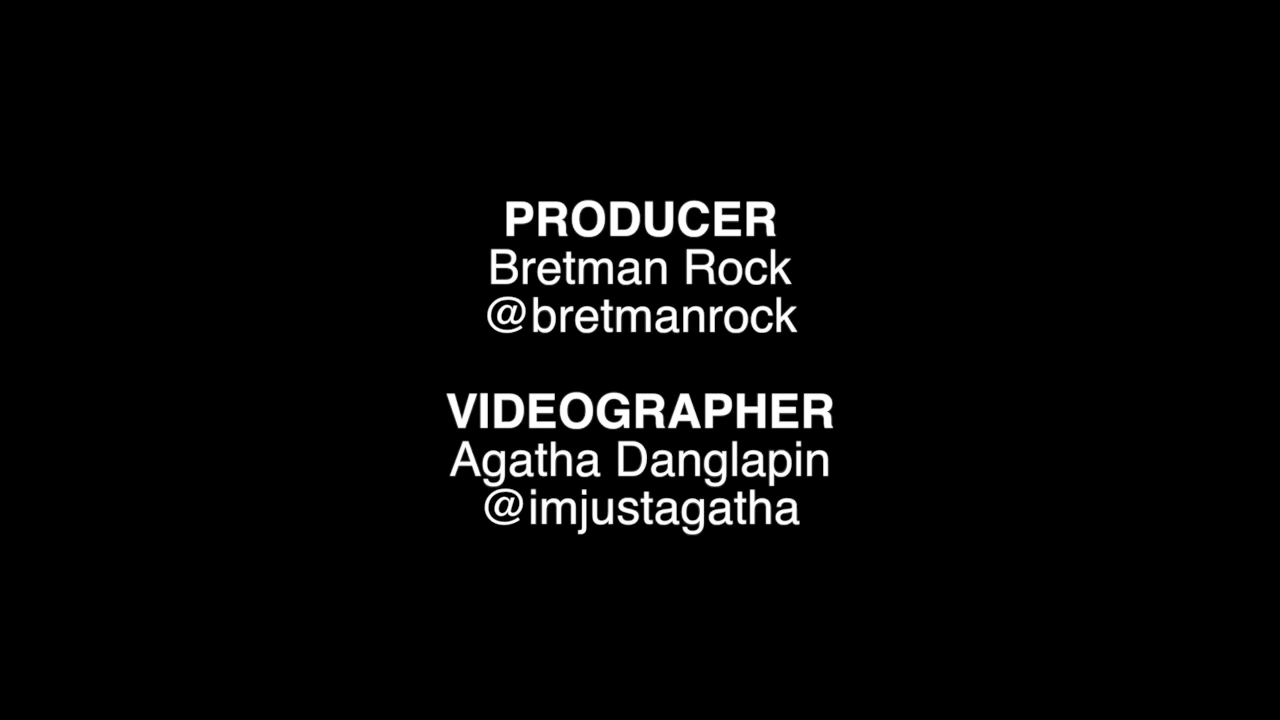 PRODUCER
Bretman Rock
@bretmanrock
VIDEOGRAPHER
Agatha Danglapin
@imjustagatha